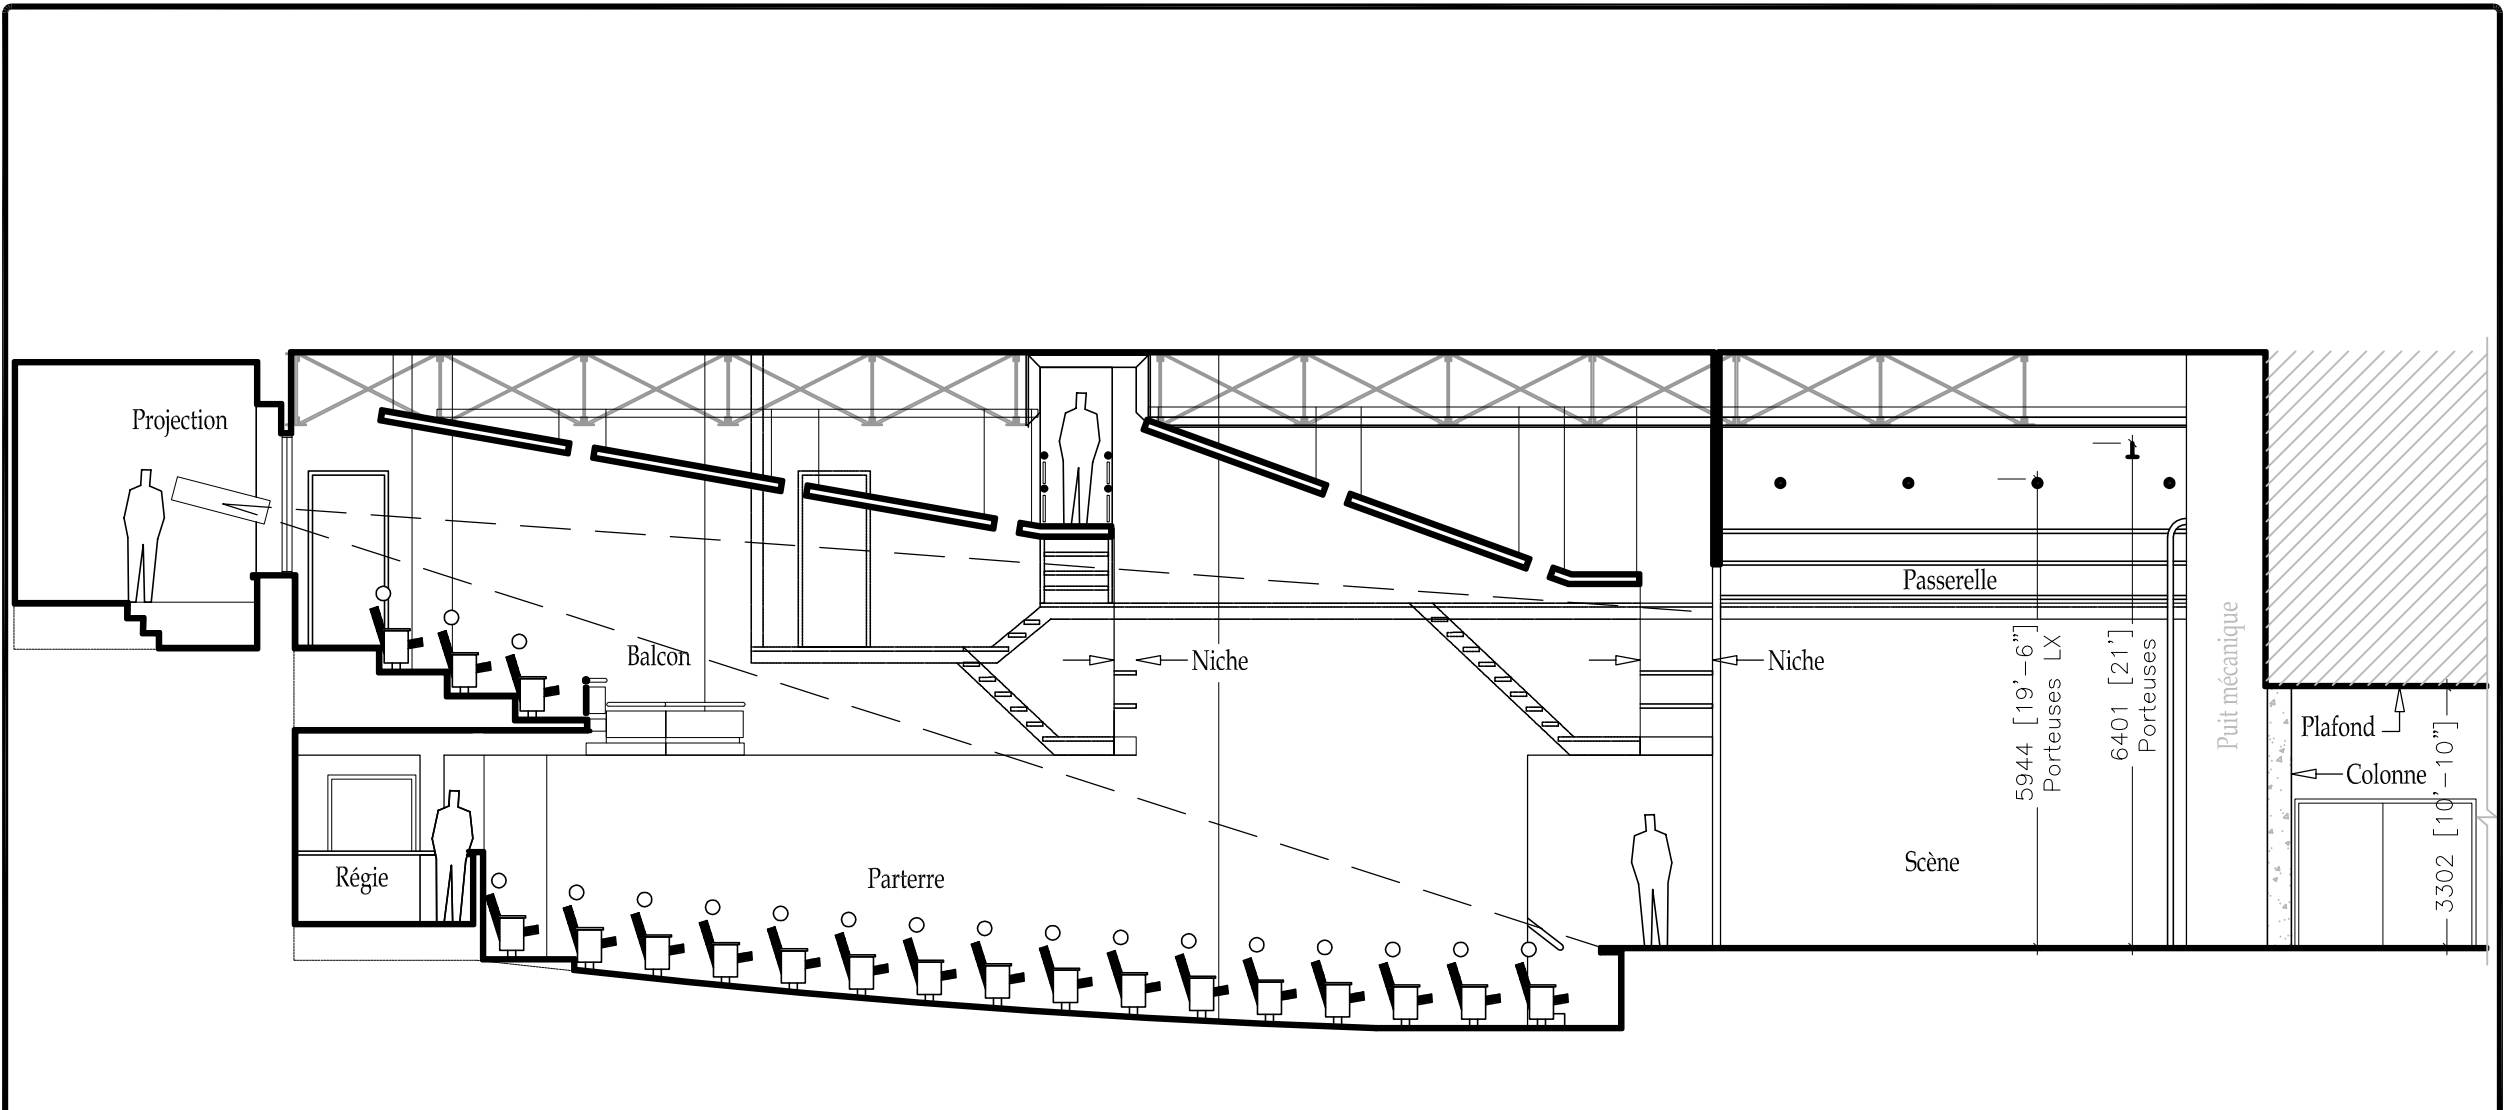 Projection
Balcon
Niche
Niche
Passerelle
5944 [19'-6"]
Porteuses LX
6401 [21']
Porteuses
Puit mécanique
Plafond
Colonne
3302 [10'-10"]
Régie
Parterre
Scène